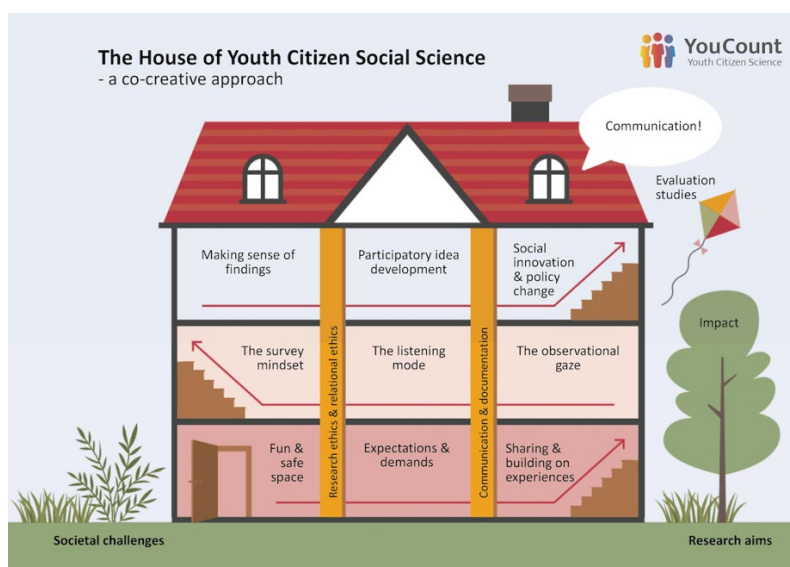 The House of Youth Citizen Social Science
- a co-creative approach
YouCount
Youth Citizen Science
Communication!
Evaluation
studies
Making sense of
findings
Participatory idea
development
Social
innovation
& policy
change
Impact
The survey
mindset
The listening
mode
The observational
gaze
Research ethics & relational ethics
Communication & documentation
Fun &
safe
space
Expectations &
demands
Sharing &
building on
experiences
Societal challenges
Research aims